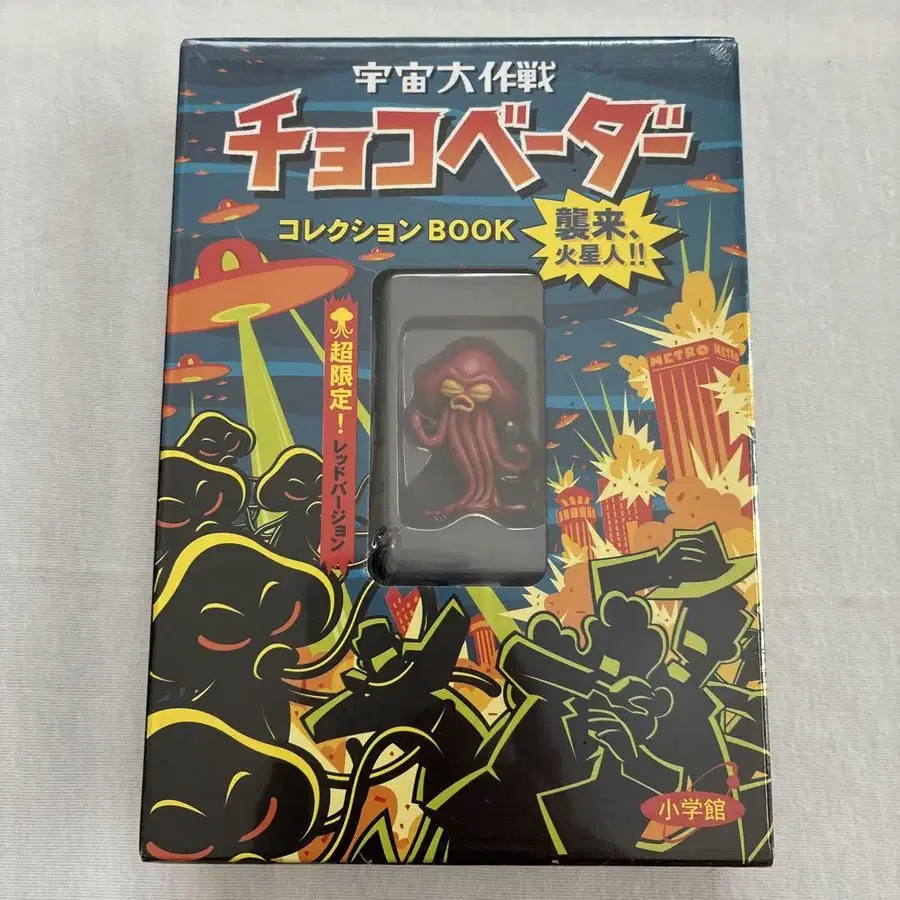 宇宙大作戦
チョコベーダー
コレクションBOOK
襲来、
火星人!!
超限定!レッドバージョン
METRO METRO
小学館